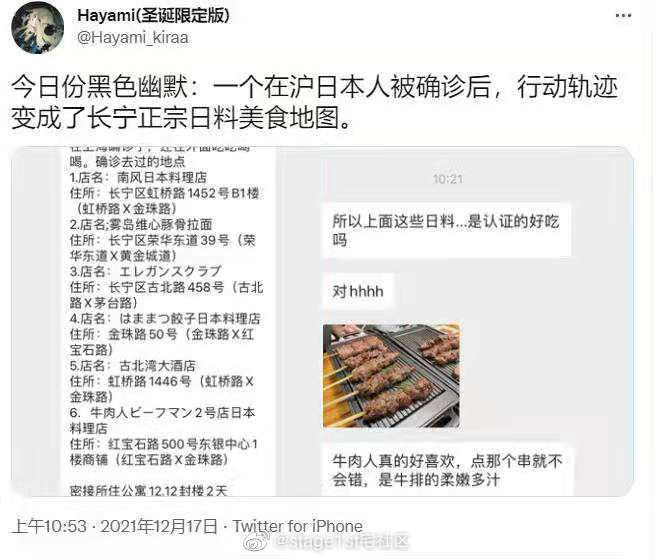 Hayami(圣诞限定版)
@Hayami_kiraa
今日份黑色幽默：一个在沪日本人被确诊后，行动轨迹
变成了长宁正宗日料美食地图。
喝。确诊去过的地点
1.店名：南风日本料理店
住所：长宁区虹桥路1452号B1楼
（虹桥路X金珠路）
2.店名;雾岛维心豚骨拉面
住所：长宁区荣华东道39号（荣
华东道X黄金城道）
3.店名：エレガンスクラブ
住所：长宁区古北路458号（古北
路X茅台路）
4.店名：はままつ餃子日本料理店
住所：金珠路50号（金珠路X红
宝石路）
5.店名：古北湾大酒店
住所：虹桥路1446号（虹桥路X
金珠路）
6．牛肉人ビーフマン2号店日本
料理店
住所：红宝石路500号东银中心1
楼商铺（红宝石路X金珠路）
密接所住公寓12.12封楼2天
10:21
所以上面这些日料...是认证的好吃
吗
对hhhh
牛肉人真的好喜欢，点那个串就不
会错，是牛排的柔嫩多汁
上午10:53 · 2021年12月17日 · Twitter for iPhone
@stage1st宅社区